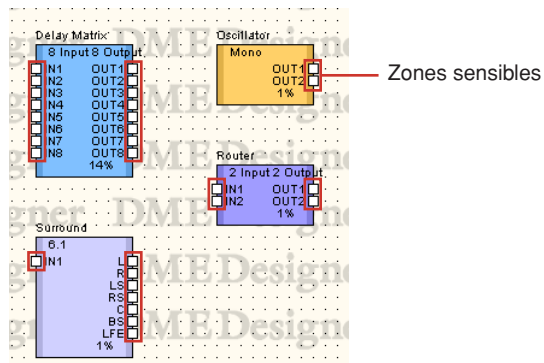 Delay Matrix
8 Input 8 Output
IN1 OUT1
IN2 OUT2
IN3 OUT3
IN4 OUT4
IN5 OUT5
IN6 OUT6
IN7 OUT7
IN8 OUT8
14%
Oscillator
Mono
OUT1
OUT2
1%
Zones sensibles
Router
2 Input 2 Output
IN1 OUT1
IN2 OUT2
1%
Surround
6.1
IN1 L
R
LS
RS
C
BS
LFE
1%
DME Designer